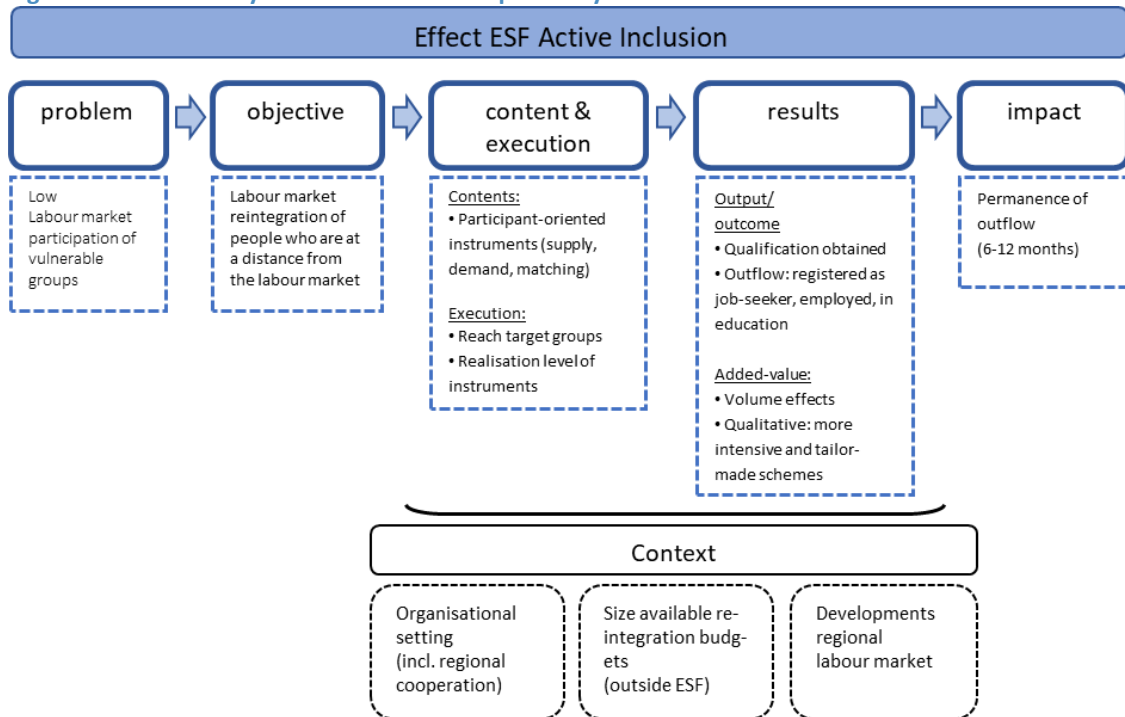 Effect ESF Active Inclusion
problem
objective
content &
execution
results
impact
Low
Labour market
participation of
vulnerable
groups
Labour market
reintegration of
people who are at
a distance from
the labour market
Contents:
• Participant-oriented
instruments (supply,
demand, matching)
Execution:
• Reach target groups
• Realisation level of
instruments
Output/
outcome
• Qualification obtained
• Outflow: registered as
job-seeker, employed, in
education
Added-value:
• Volume effects
• Qualitative: more
intensive and tailor-
made schemes
Permanence of
outflow
(6-12 months)
Context
Organisational
setting
(incl. regional
cooperation)
Size available re-
integration budg-
ets
(outside ESF)
Developments
regional
labour market